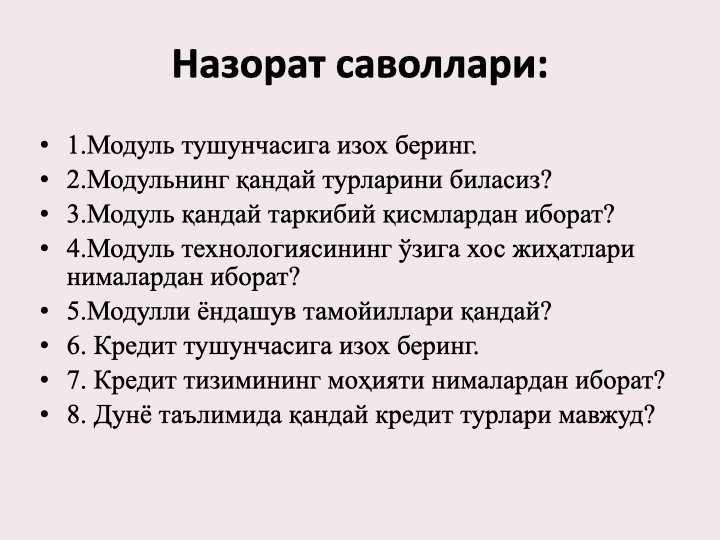 Назорат саволлари:
• 1.Модуль тушунчасига изох беринг.
• 2.Модульнинг қандай турларини биласиз?
• 3.Модуль қандай таркибий қисмлардан иборат?
• 4.Модуль технологиясининг ўзига хос жиҳатлари
нималардан иборат?
• 5.Модулли ёндашув тамойиллари қандай?
• 6. Кредит тушунчасига изох беринг.
• 7. Кредит тизимининг моҳияти нималардан иборат?
• 8. Дунё таълимида қандай кредит турлари мавжуд?